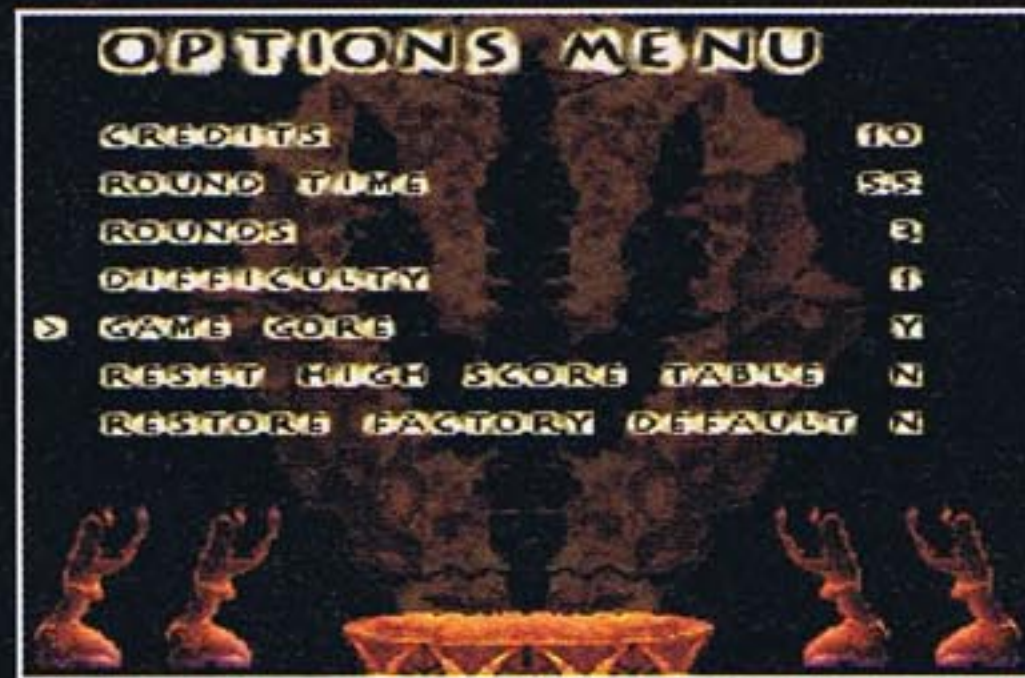 OPTIONS MENU
CREDITS 10
ROUND TIME 55
ROUNDS 3
DIFFICULTY 1
> GAME GORE Y
RESET HIGH SCORE TABLE N
RESTORE FACTORY DEFAULT N